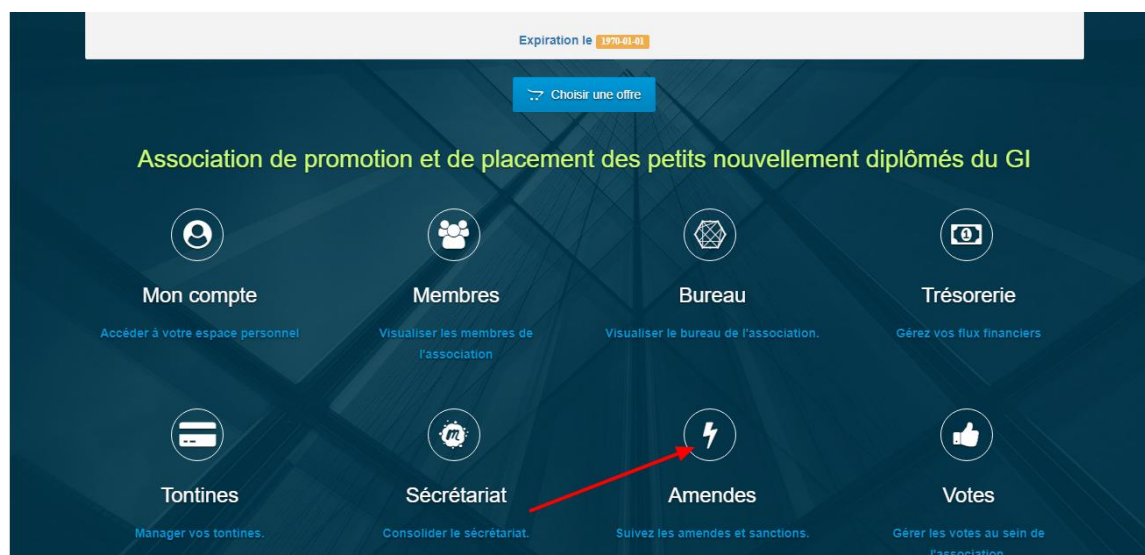 Expiration le 1970-01-01
Choisir une offre
Association de promotion et de placement des petits nouvellement diplômés du GI
Mon compte
Membres
Bureau
Trésorerie
Accéder à votre espace personnel
Visualiser les membres de
l'association
Visualiser le bureau de l'association.
Gérez vos flux financiers
Tontines
Sécrétariat
Amendes
Votes
Manager vos tontines.
Consolider le sécrétariat.
Suivez les amendes et sanctions.
Gérer les votes au sein de
l'association